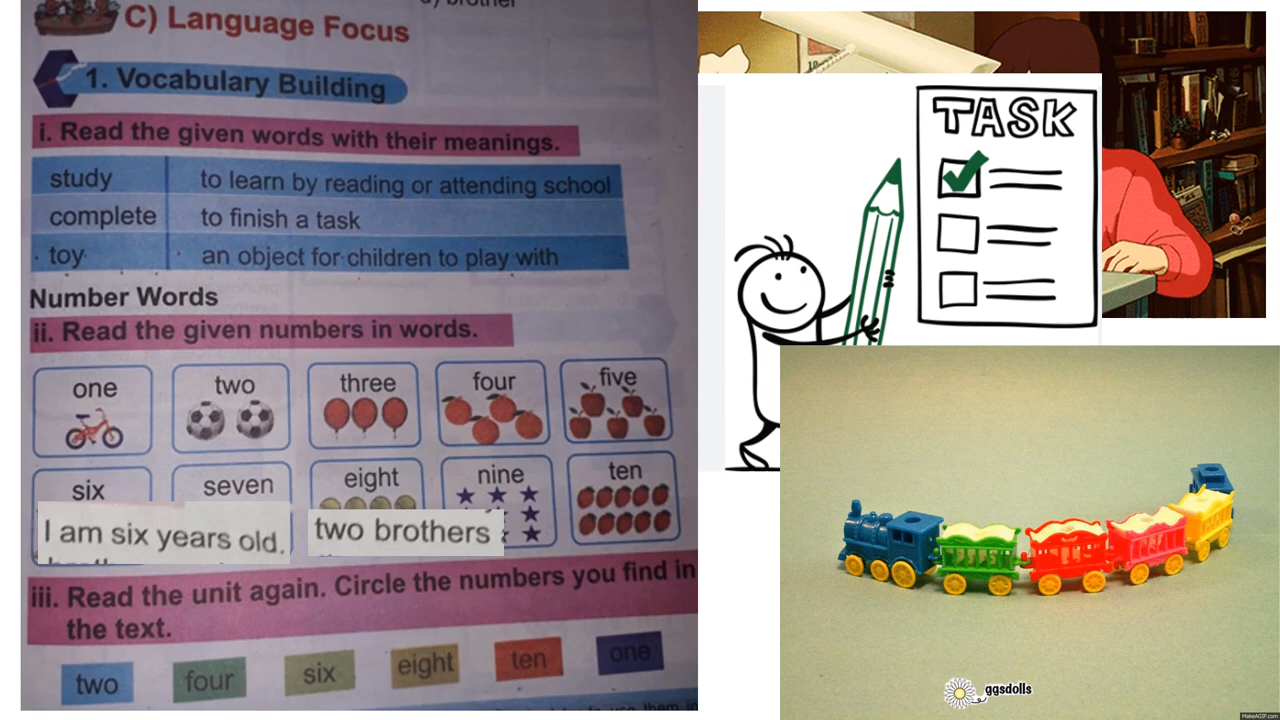 C) Language Focus
1. Vocabulary Building
i. Read the given words with their meanings.
study to learn by reading or attending school
complete to finish a task
toy an object for children to play with
Number Words
ii. Read the given numbers in words.
one two three four five
six seven eight nine ten
I am six years old.
two brothers
iii. Read the unit again. Circle the numbers you find in
the text.
two four six eight ten one
TASK
ggsdolls
MakeAGIF.com